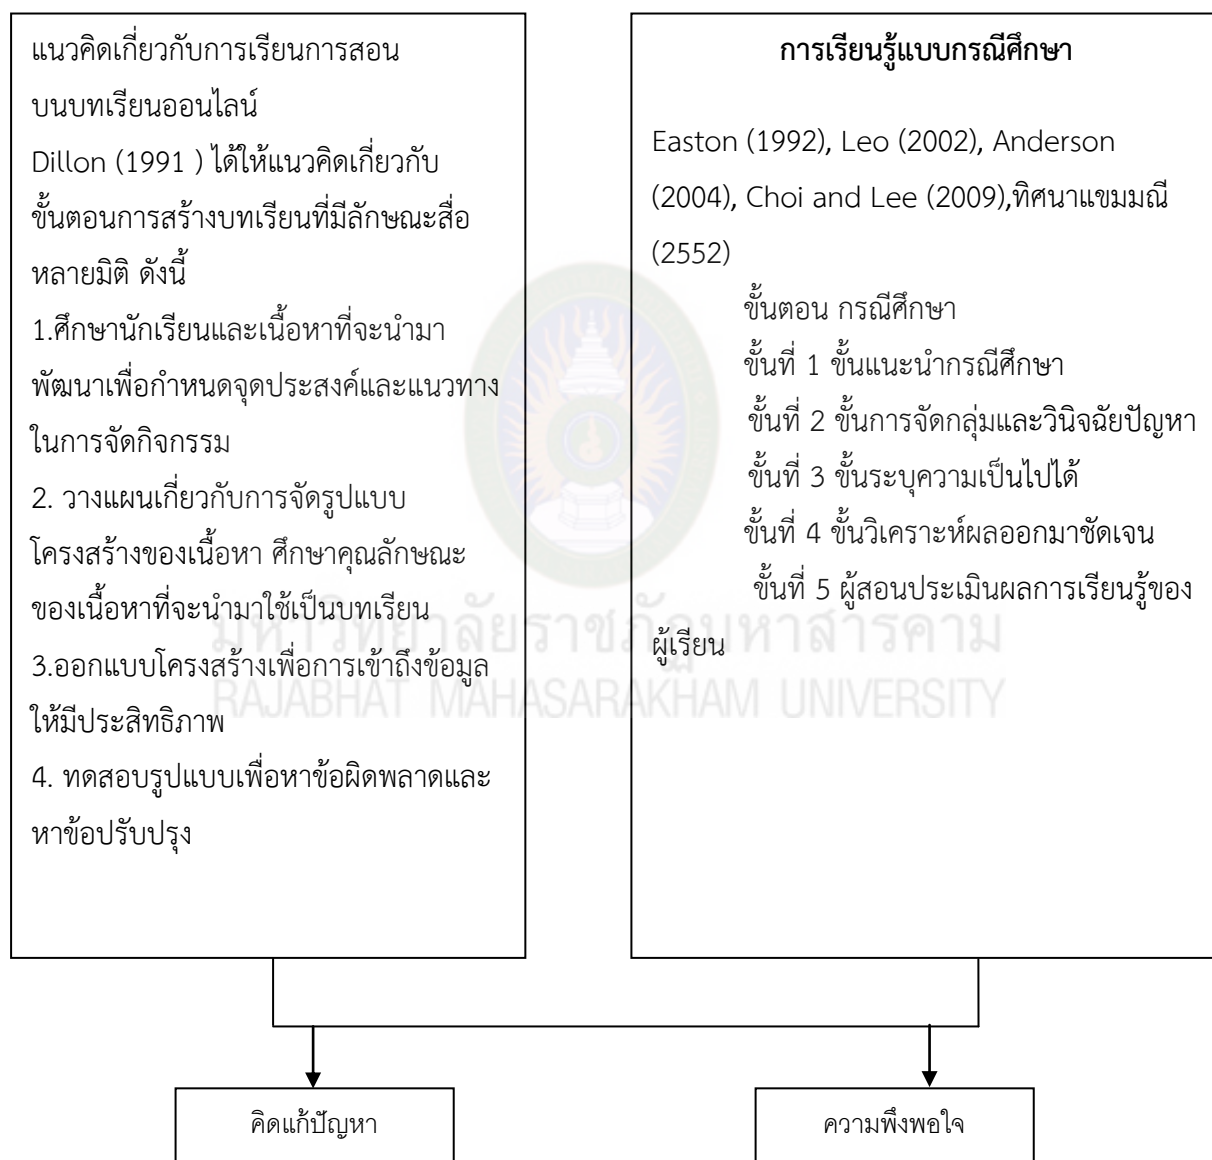 แนวคิดเกี่ยวกับการเรียนการสอน
บนบทเรียนออนไลน์
Dillon (1991 ) ได้ให้แนวคิดเกี่ยวกับ
ขั้นตอนการสร้างบทเรียนที่มีลักษณะสื่อ
หลายมิติ ดังนี้
1.ศึกษานักเรียนและเนื้อหาที่จะนำมา
พัฒนาเพื่อกำหนดจุดประสงค์และแนวทาง
ในการจัดกิจกรรม
2. วางแผนเกี่ยวกับการจัดรูปแบบ
โครงสร้างของเนื้อหา ศึกษาคุณลักษณะ
ของเนื้อหาที่จะนำมาใช้เป็นบทเรียน
3.ออกแบบโครงสร้างเพื่อการเข้าถึงข้อมูล
ให้มีประสิทธิภาพ
4. ทดสอบรูปแบบเพื่อหาข้อผิดพลาดและ
หาข้อปรับปรุง
การเรียนรู้แบบกรณีศึกษา
Easton (1992), Leo (2002), Anderson
(2004), Choi and Lee (2009),ทิศนาแขมมณี
(2552)
ขั้นตอน กรณีศึกษา
ขั้นที่ 1 ขั้นแนะนำกรณีศึกษา
ขั้นที่ 2 ขั้นการจัดกลุ่มและวินิจฉัยปัญหา
ขั้นที่ 3 ขั้นระบุความเป็นไปได้
ขั้นที่ 4 ขั้นวิเคราะห์ผลออกมาชัดเจน
ขั้นที่ 5 ผู้สอนประเมินผลการเรียนรู้ของ
ผู้เรียน
มหาวิทยาลัยราชภัฏมหาสารคาม
RAJABHAT MAHASARAKHAM UNIVERSITY
คิดแก้ปัญหา
ความพึงพอใจ